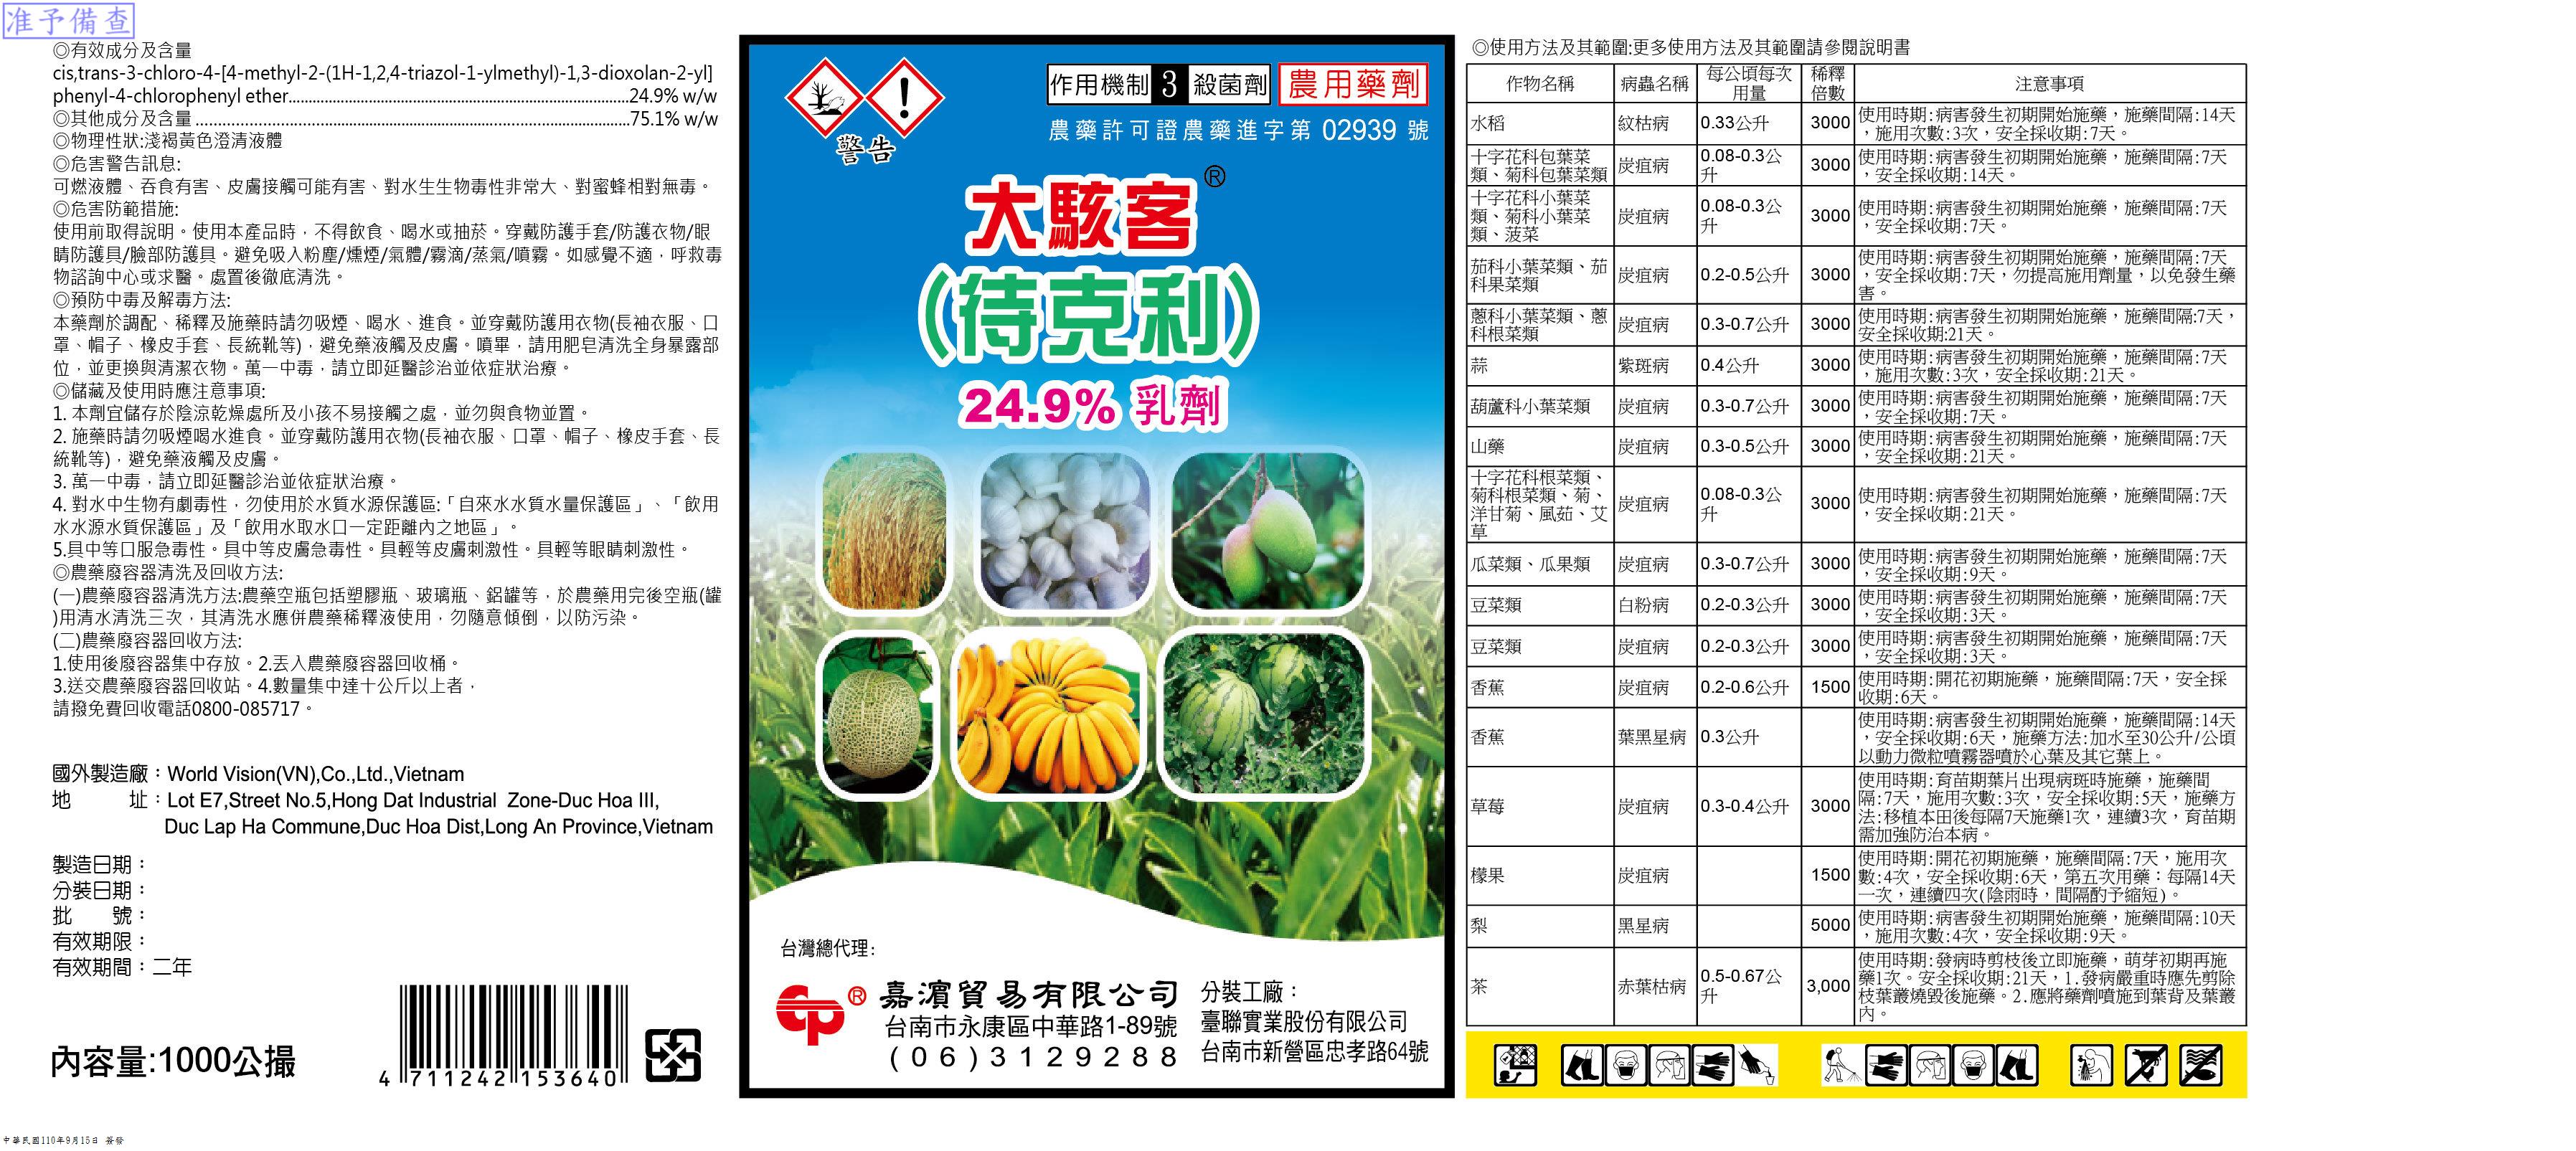 准予備查
◎有效成分及含量
cis,trans-3-chloro-4-[4-methyl-2-(1H-1,2,4-triazol-1-ylmethyl)-1,3-dioxolan-2-yl]
phenyl-4-chlorophenyl ether....................................................................................24.9% w/w
◎其他成分及含量 ....................................................................................75.1% w/w
◎物理性狀:淺褐黃色澄清液體
◎危害警告訊息:
可燃液體、吞食有害、皮膚接觸可能有害、對水生生物毒性非常大、對蜜蜂相對無毒。
◎危害防範措施:
使用前取得說明。使用本產品時，不得飲食、喝水或抽菸。穿戴防護手套/防護衣物/眼
睛防護具/臉部防護具。避免吸入粉塵/燻煙/氣體/霧滴/蒸氣/噴霧。如感覺不適，呼救毒
物諮詢中心或求醫。處置後徹底清洗。
◎預防中毒及解毒方法:
本藥劑於調配、稀釋及施藥時請勿吸煙、喝水、進食。並穿戴防護用衣物(長袖衣服、口
罩、帽子、橡皮手套、長統靴等)，避免藥液觸及皮膚。噴畢，請用肥皂清洗全身暴露部
位，並更換與清潔衣物。萬一中毒，請立即延醫診治並依症狀治療。
◎儲藏及使用時應注意事項:
1. 本劑宜儲存於陰涼乾燥處所及小孩不易接觸之處，並勿與食物並置。
2. 施藥時請勿吸煙喝水進食。並穿戴防護用衣物(長袖衣服、口罩、帽子、橡皮手套、長
統靴等)，避免藥液觸及皮膚。
3. 萬一中毒，請立即延醫診治並依症狀治療。
4. 對水中生物有劇毒性，勿使用於水質水源保護區:「自來水水質水量保護區」、「飲用
水水源水質保護區」及「飲用水取水口一定距離內之地區」。
5.具中等口服急毒性。具中等皮膚急毒性。具輕等皮膚刺激性。具輕等眼睛刺激性。
◎農藥廢容器清洗及回收方法:
(一)農藥廢容器清洗方法:農藥空瓶包括塑膠瓶、玻璃瓶、鋁罐等，於農藥用完後空瓶(罐
)用清水清洗三次，其清洗水應併農藥稀釋液使用，勿隨意傾倒，以防污染。
(二)農藥廢容器回收方法:
1.使用後廢容器集中存放。2.丟入農藥廢容器回收桶。
3.送交農藥廢容器回收站。4.數量集中達十公斤以上者，
請撥免費回收電話0800-085717。
國外製造廠：World Vision(VN),Co.,Ltd.,Vietnam
地　　址：Lot E7,Street No.5,Hong Dat Industrial Zone-Duc Hoa III,
Duc Lap Ha Commune,Duc Hoa Dist,Long An Province,Vietnam
製造日期：
分裝日期：
批　　號：
有效期限：
有效期間：二年
內容量:1000公撮
4 711242 153640
中華民國110年9月15日 簽發
警告
作用機制 3 殺菌劑 農用藥劑
農藥許可證農藥進字第 02939 號
大駭客®
(待克利)
24.9% 乳劑
台灣總代理:
CP® 嘉濱貿易有限公司
台南市永康區中華路1-89號
(06)3129288
分裝工廠：
臺聯實業股份有限公司
台南市新營區忠孝路64號
◎使用方法及其範圍:更多使用方法及其範圍請參閱說明書
作物名稱 病蟲名稱 每公頃每次用量 稀釋倍數 注意事項
水稻 紋枯病 0.33公升 3000 使用時期:病害發生初期開始施藥，施藥間隔:14天
，施用次數:3次，安全採收期:7天。
十字花科包葉菜
類、菊科包葉菜類 炭疽病 0.08-0.3公升 3000 使用時期:病害發生初期開始施藥，施藥間隔:7天
，安全採收期:14天。
十字花科小葉菜
類、菊科小葉菜
類、菠菜 炭疽病 0.08-0.3公升 3000 使用時期:病害發生初期開始施藥，施藥間隔:7天
，安全採收期:7天。
茄科小葉菜類、茄
科果菜類 炭疽病 0.2-0.5公升 3000 使用時期:病害發生初期開始施藥，施藥間隔:7天
，安全採收期:7天，勿提高施用劑量，以免發生藥
害。
蔥科小葉菜類、蔥
科根菜類 炭疽病 0.3-0.7公升 3000 使用時期:病害發生初期開始施藥，施藥間隔:7天，
安全採收期:21天。
蒜 紫斑病 0.4公升 3000 使用時期:病害發生初期開始施藥，施藥間隔:7天
，施用次數:3次，安全採收期:21天。
葫蘆科小葉菜類 炭疽病 0.3-0.7公升 3000 使用時期:病害發生初期開始施藥，施藥間隔:7天
，安全採收期:7天。
山藥 炭疽病 0.3-0.5公升 3000 使用時期:病害發生初期開始施藥，施藥間隔:7天
，安全採收期:21天。
十字花科根菜類、
菊科根菜類、菊、
洋甘菊、風茹、艾
草 炭疽病 0.08-0.3公升 3000 使用時期:病害發生初期開始施藥，施藥間隔:7天
，安全採收期:21天。
瓜菜類、瓜果類 炭疽病 0.3-0.7公升 3000 使用時期:病害發生初期開始施藥，施藥間隔:7天
，安全採收期:9天。
豆菜類 白粉病 0.2-0.3公升 3000 使用時期:病害發生初期開始施藥，施藥間隔:7天
，安全採收期:3天。
豆菜類 炭疽病 0.2-0.3公升 3000 使用時期:病害發生初期開始施藥，施藥間隔:7天
，安全採收期:3天。
香蕉 炭疽病 0.2-0.6公升 1500 使用時期:開花初期施藥，施藥間隔:7天，安全採
收期:6天。
香蕉 葉黑星病 0.3公升 使用時期:病害發生初期開始施藥，施藥間隔:14天
，安全採收期:6天，施藥方法:加水至30公升/公頃
以動力微粒噴霧器噴於心葉及其它葉上。
草莓 炭疽病 0.3-0.4公升 3000 使用時期:育苗期葉片出現病斑時施藥，施藥間
隔:7天，施用次數:3次，安全採收期:5天，施藥方
法:移植本田後每隔7天施藥1次，連續3次，育苗期
需加強防治本病。
檬果 炭疽病 1500 使用時期:開花初期施藥，施藥間隔:7天，施用次
數:4次，安全採收期:6天，第五次用藥：每隔14天
一次，連續四次(陰雨時，間隔酌予縮短)。
梨 黑星病 5000 使用時期:病害發生初期開始施藥，施藥間隔:10天
，施用次數:4次，安全採收期:9天。
茶 赤葉枯病 0.5-0.67公升 3,000 使用時期:發病時剪枝後立即施藥，萌芽初期再施
藥1次。安全採收期:21天，1.發病嚴重時應先剪除
枝葉叢燒毀後施藥。2.應將藥劑噴施到葉背及葉叢
內。